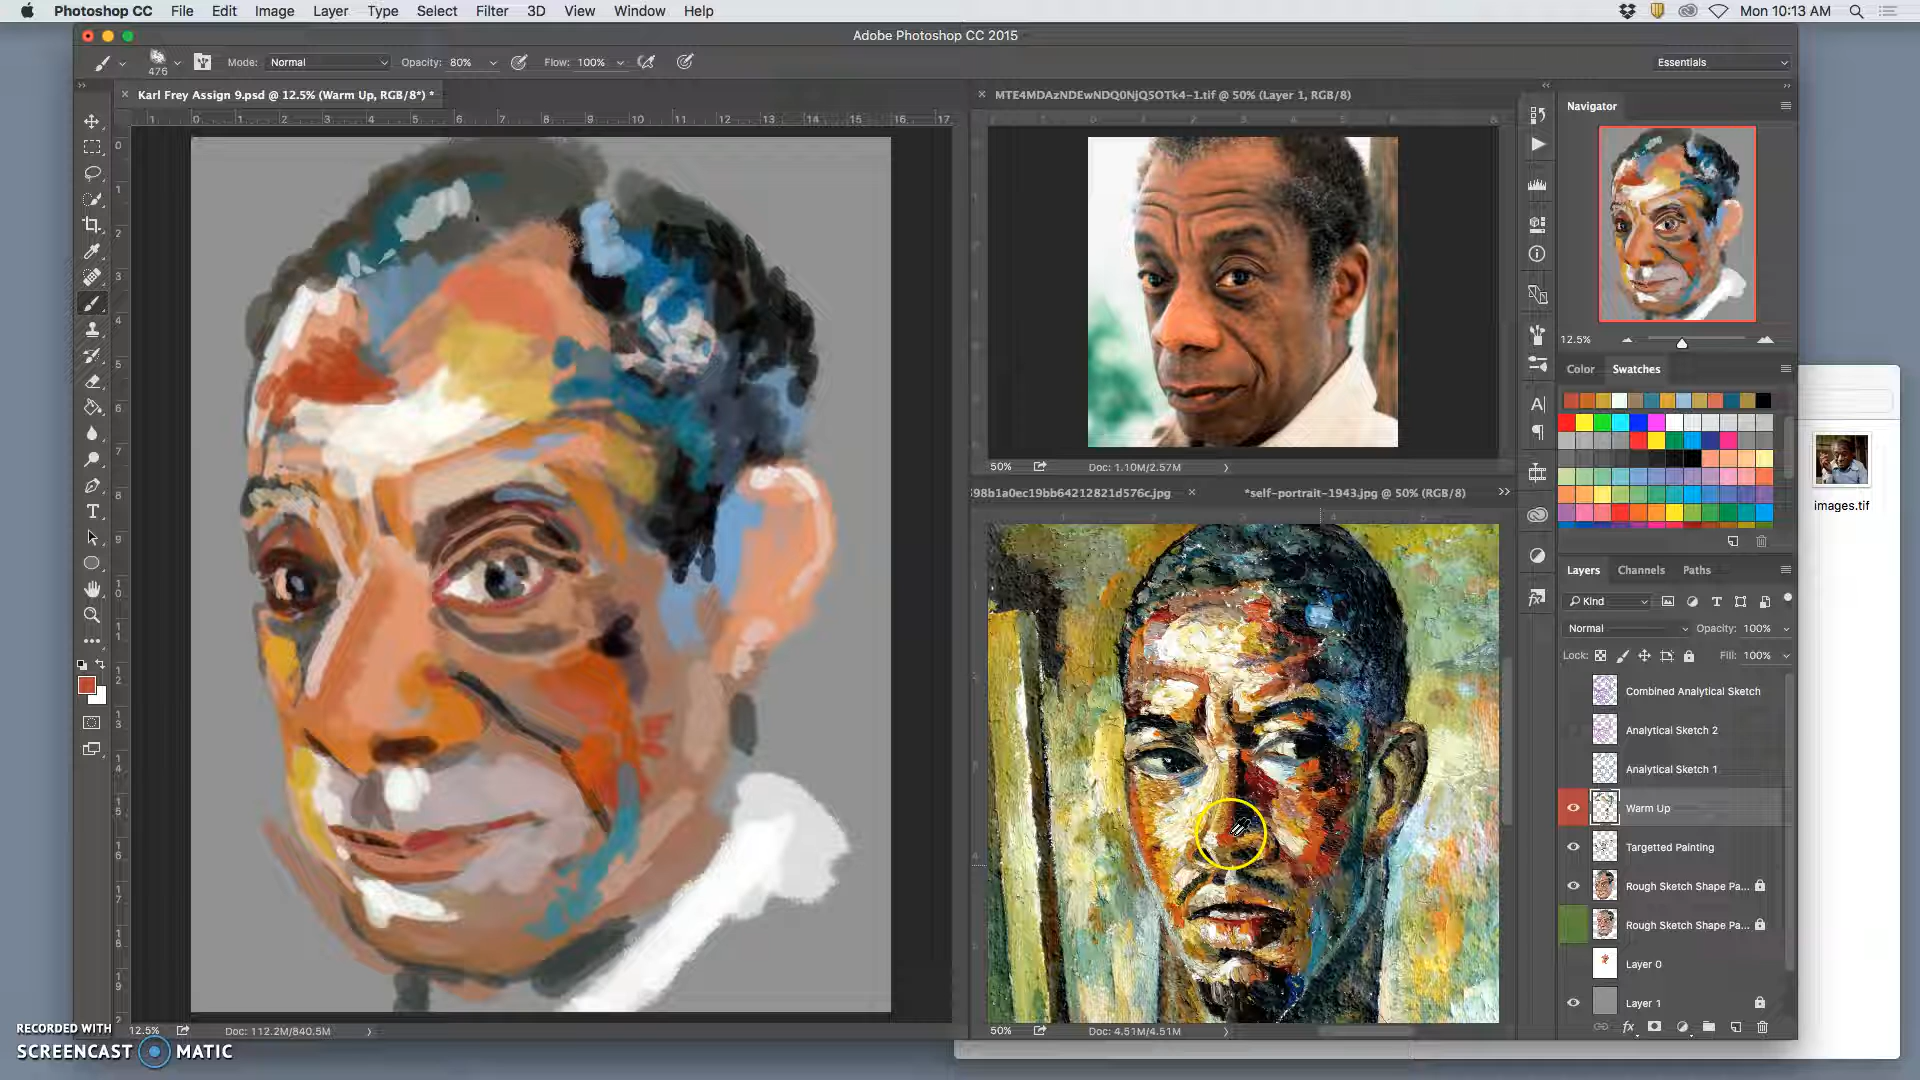 Photoshop CC File Edit Image Layer Type Select Filter 3D View Window Help Mon 10:13 AM
Adobe Photoshop CC 2015
476 Mode: Normal Opacity: 80% Flow: 100% Essentials
Karl Frey Assign 9.psd @ 12.5% (Warm Up, RGB/8*) *
MTE4MDAzNDEwNDQ0NjQ5OTk4-1.tif @ 50% (Layer 1, RGB/8)
Navigator
12.5%
Color Swatches
50% Doc: 1.10M/2.57M
98b1a0ec19bb64212821d576c.jpg *self-portrait-1943.jpg @ 50% (RGB/8)
images.tif
Layers Channels Paths
Kind
Normal Opacity: 100%
Lock: Fill: 100%
Combined Analytical Sketch
Analytical Sketch 2
Analytical Sketch 1
Warm Up
Targetted Painting
Rough Sketch Shape Pa...
Rough Sketch Shape Pa...
Layer 0
Layer 1
12.5% Doc: 112.2M/840.5M
50% Doc: 4.51M/4.51M
RECORDED WITH
SCREENCAST MATIC